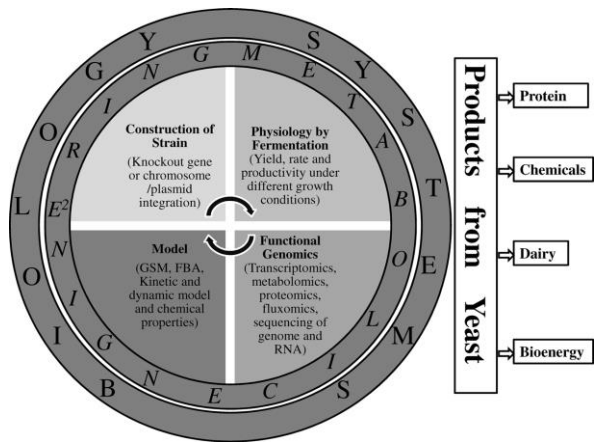 SYSTEMS BIOLOGY
METABOLIC ENGINE²RING
Construction of
Strain
(Knockout gene
or chromosome
/plasmid
integration)
Physiology by
Fermentation
(Yield, rate and
productivity under
different growth
conditions)
Model
(GSM, FBA,
Kinetic and
dynamic model
and chemical
properties)
Functional
Genomics
(Transcriptomics,
metabolomics,
proteomics,
fluxomics,
sequencing of
genome and
RNA)
Products from Yeast
Protein
Chemicals
Dairy
Bioenergy